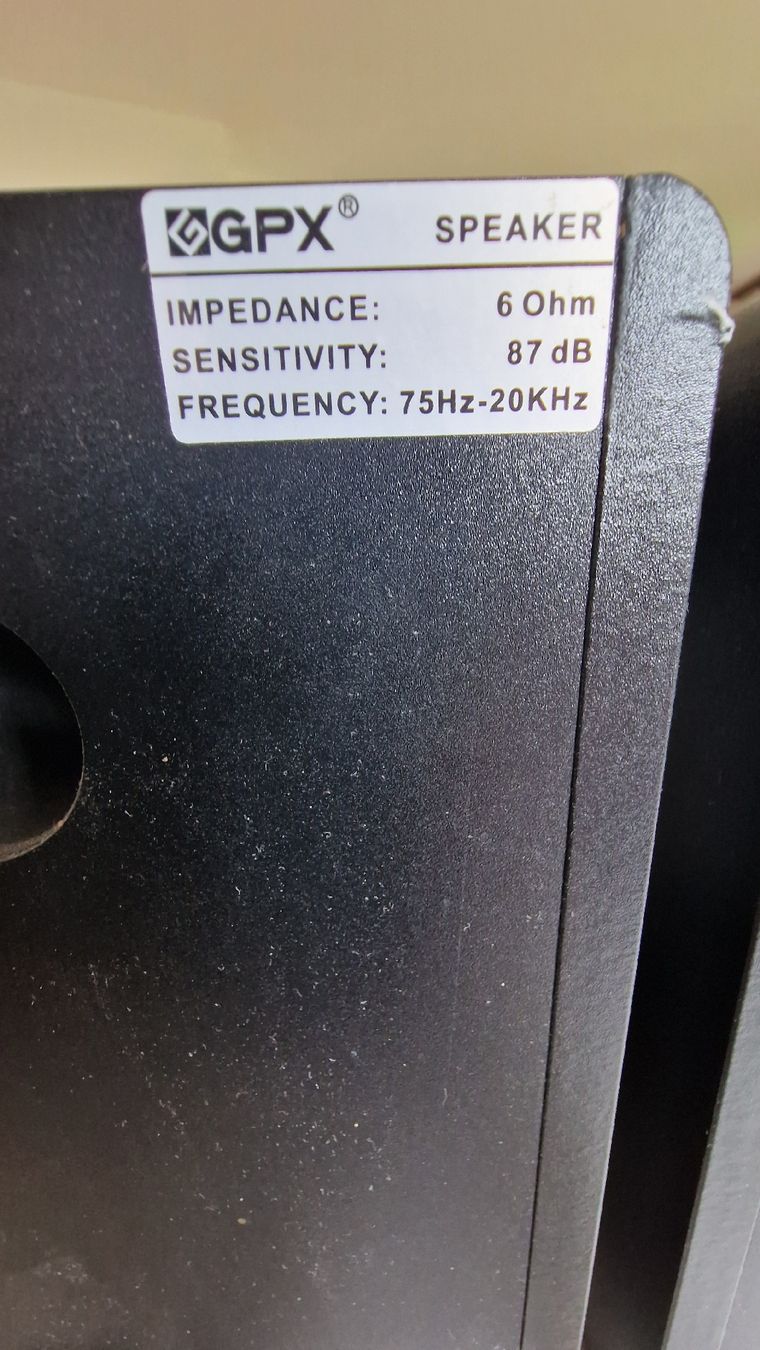 GPX® SPEAKER
IMPEDANCE: 6 Ohm
SENSITIVITY: 87 dB
FREQUENCY: 75Hz-20KHz